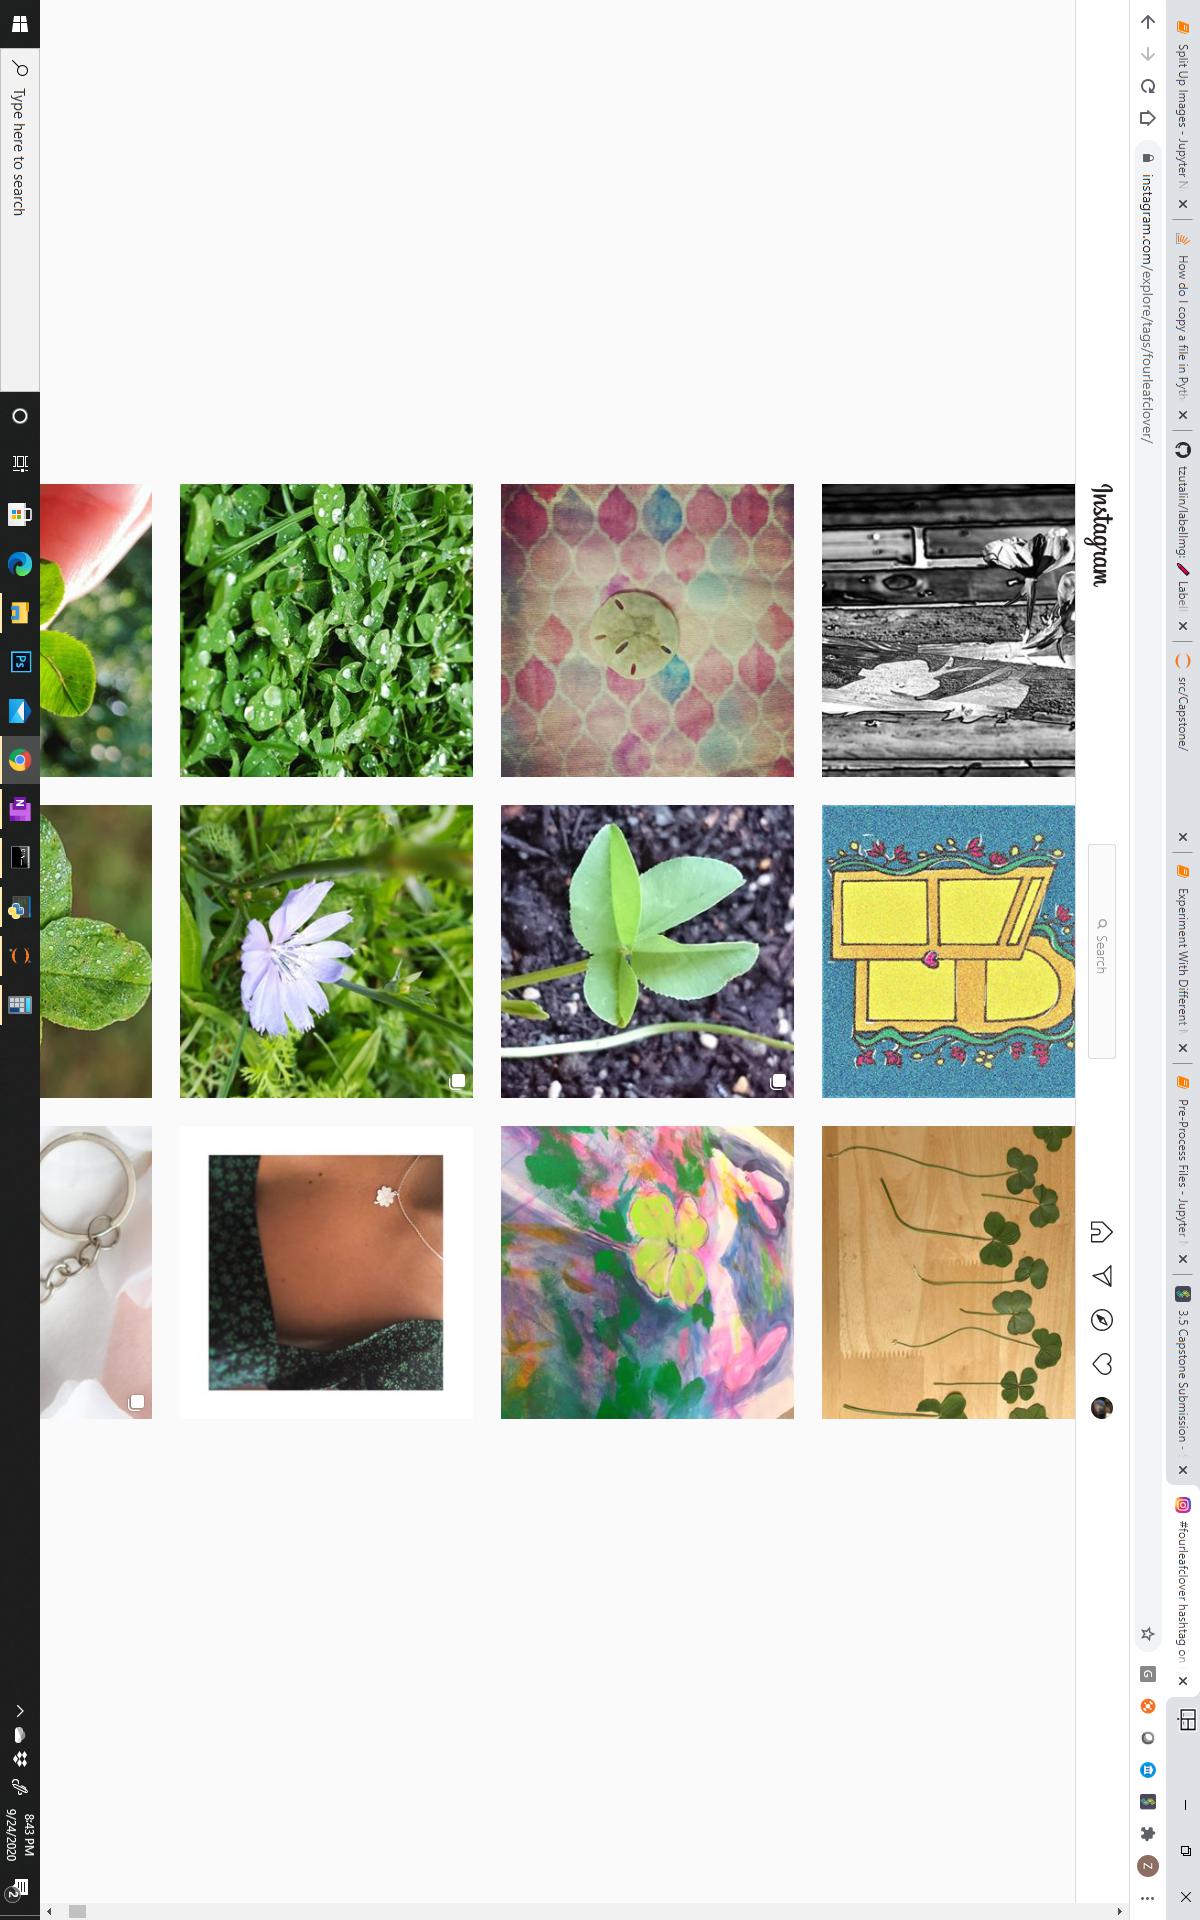 Split Up Images - Jupyter N
How do I copy a file in Pyth
tzutalin/labelImg: Labell
src/Capstone/
Experiment With Different
Pre-Process Files - Jupyter
3.5 Capstone Submission -
#fourleafclover hashtag on
instagram.com/explore/tags/fourleafclover/
G
Z
Instagram
Search
Type here to search
Ps
N
8:43 PM
9/24/2020
2